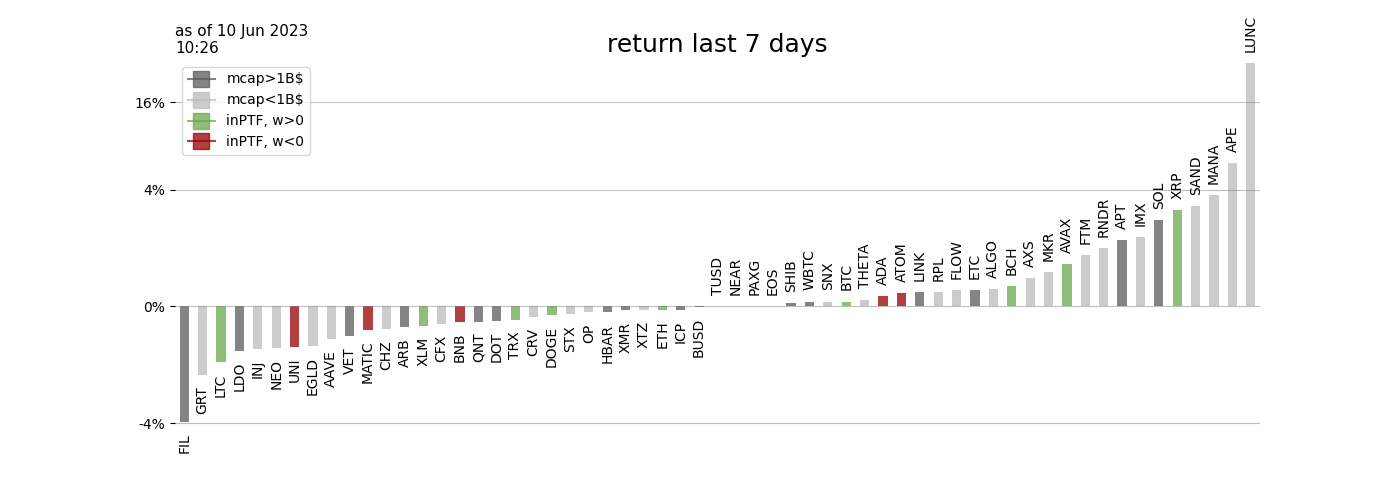 as of 10 Jun 2023
10:26
return last 7 days
mcap>1B$
mcap<1B$
inPTF, w>0
inPTF, w<0
16%
4%
0%
-4%
FIL
GRT
LTC
LDO
INJ
NEO
UNI
EGLD
AAVE
VET
MATIC
CHZ
ARB
XLM
CFX
BNB
QNT
DOT
TRX
CRV
DOGE
STX
OP
HBAR
XMR
XTZ
ETH
ICP
BUSD
TUSD
NEAR
PAXG
EOS
SHIB
WBTC
SNX
BTC
THETA
ADA
ATOM
LINK
RPL
FLOW
ETC
ALGO
BCH
AXS
MKR
AVAX
FTM
RNDR
APT
IMX
SOL
XRP
SAND
MANA
APE
LUNC